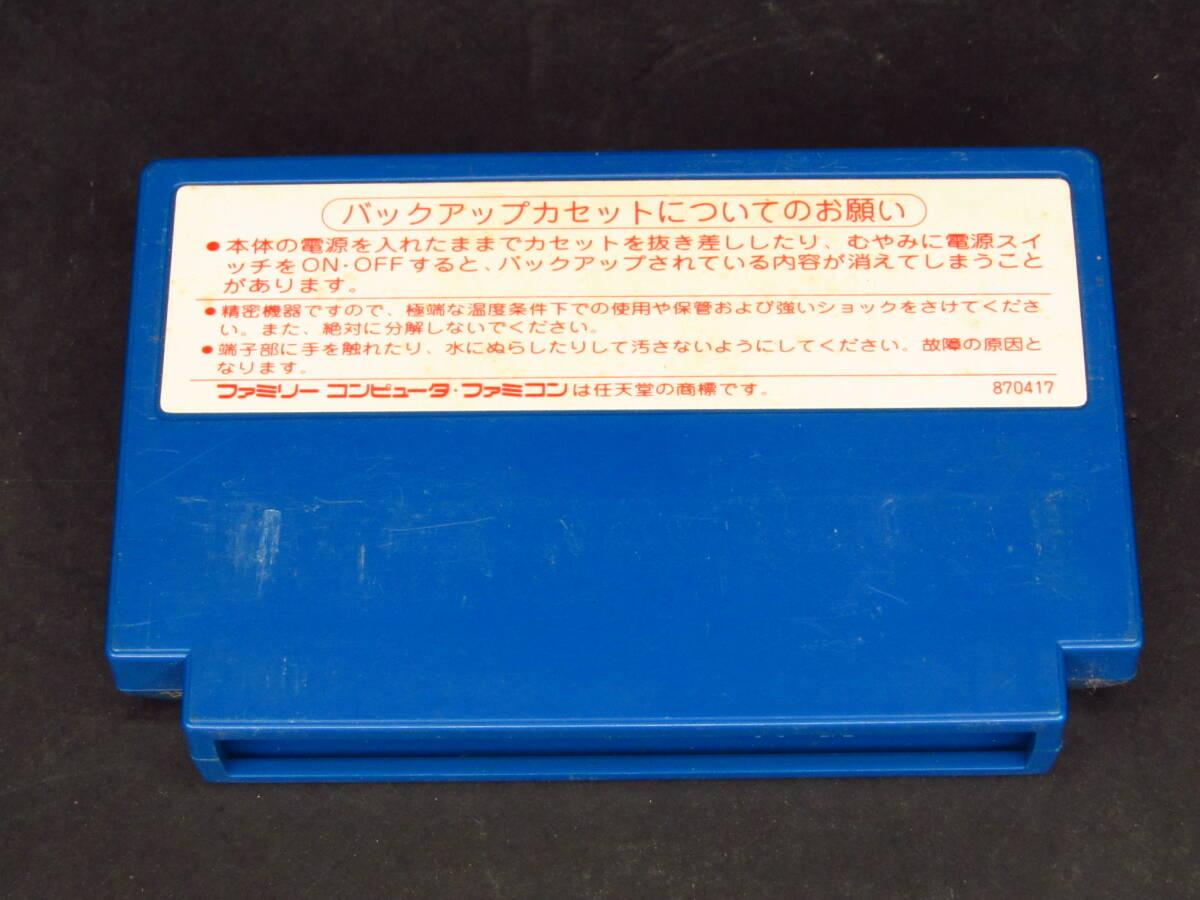 バックアップカセットについてのお願い
●本体の電源を入れたままでカセットを抜き差ししたり、むやみに電源スイ
ッチをON·OFFすると、バックアップされている内容が消えてしまうこと
があります。
●精密機器ですので、極端な温度条件下での使用や保管および強いショックをさけてくださ
い。また、絶対に分解しないでください。
●端子部に手を触れたり、水にぬらしたりして汚さないようにしてください。故障の原因と
なります。
ファミリーコンピュータ·ファミコンは任天堂の商標です。 870417